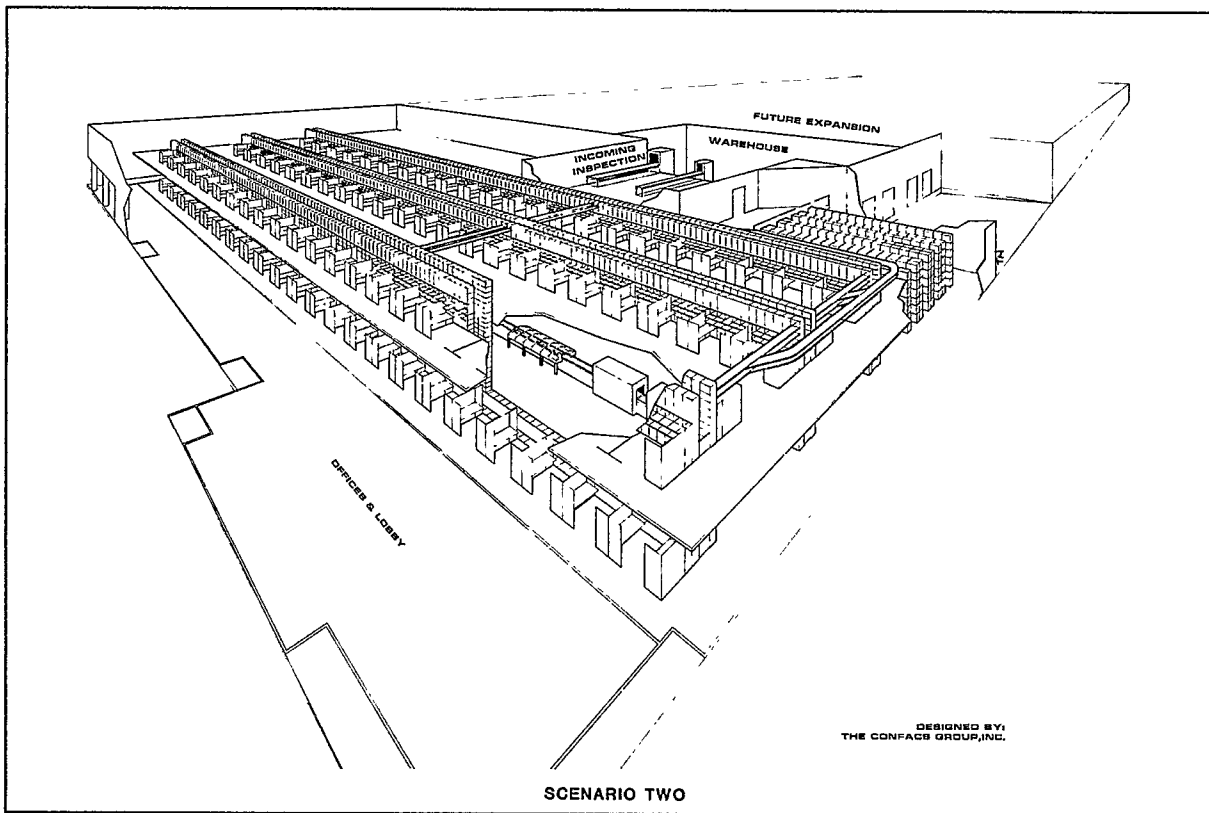 FUTURE EXPANSION
WAREHOUSE
INCOMING
INSPECTION
OFFICES & LOBBY
DESIGNED BY:
THE CONFACS GROUP,INC.
SCENARIO TWO